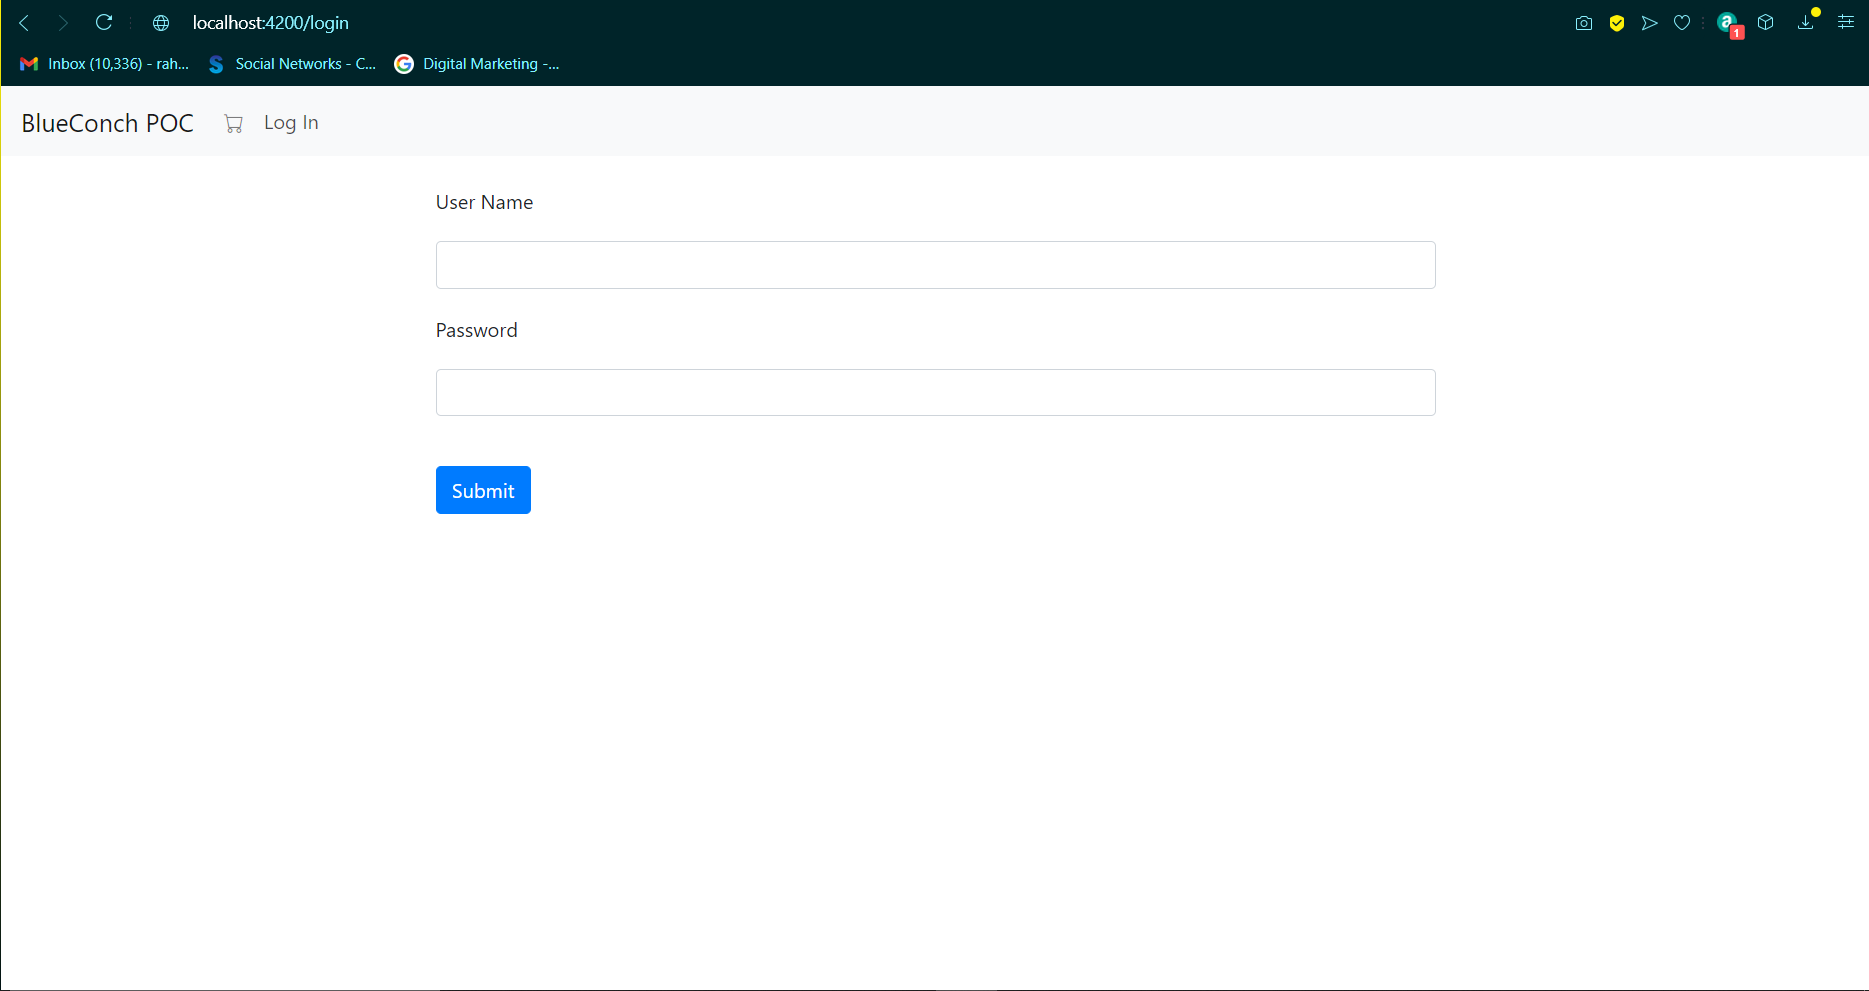 localhost:4200/login
1
Inbox (10,336) - rah... Social Networks - C... Digital Marketing -...
BlueConch POC Log In
User Name
Password
Submit